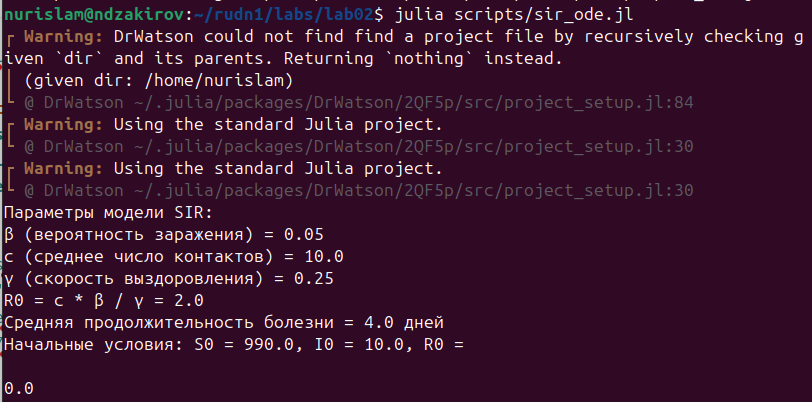 nurislam@ndzakirov:~/rudn1/labs/lab02$ julia scripts/sir_ode.jl
┌ Warning: DrWatson could not find find a project file by recursively checking g
iven `dir` and its parents. Returning `nothing` instead.
│ (given dir: /home/nurislam)
└ @ DrWatson ~/.julia/packages/DrWatson/2QF5p/src/project_setup.jl:84
┌ Warning: Using the standard Julia project.
└ @ DrWatson ~/.julia/packages/DrWatson/2QF5p/src/project_setup.jl:30
┌ Warning: Using the standard Julia project.
└ @ DrWatson ~/.julia/packages/DrWatson/2QF5p/src/project_setup.jl:30
Параметры модели SIR:
β (вероятность заражения) = 0.05
c (среднее число контактов) = 10.0
γ (скорость выздоровления) = 0.25
R0 = c * β / γ = 2.0
Средняя продолжительность болезни = 4.0 дней
Начальные условия: S0 = 990.0, I0 = 10.0, R0 =
0.0